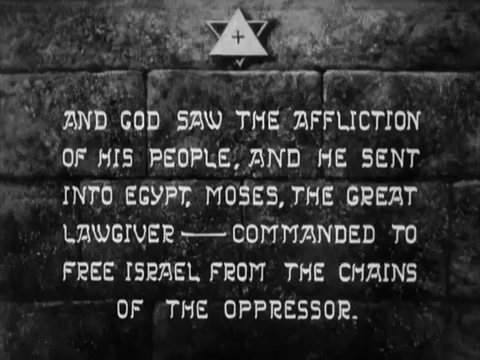 AND GOD SAW THE AFFLICTION
OF HIS PEOPLE, AND HE SENT
INTO EGYPT, MOSES, THE GREAT
LAWGIVER — COMMANDED TO
FREE ISRAEL FROM THE CHAINS
OF THE OPPRESSOR.